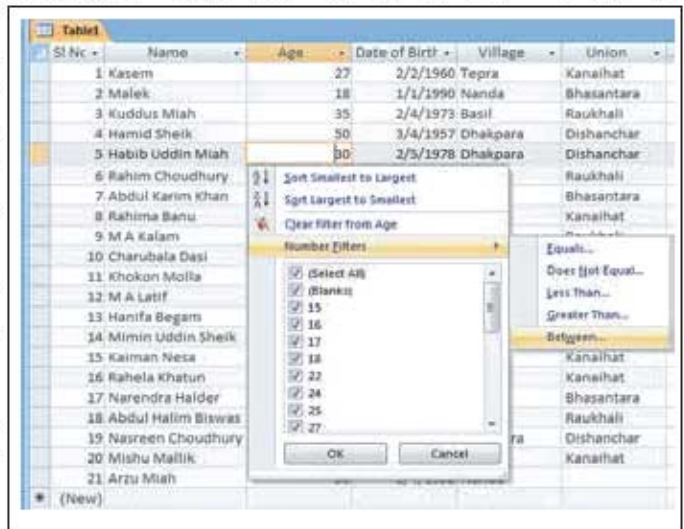 Table1
Sl Nc Name Age Date of Birth Village Union
1 Kasem 27 2/2/1960 Tepra Kanaihat
2 Malek 18 1/1/1990 Nanda Bhasantara
3 Kuddus Miah 35 2/4/1973 Basil Raukhali
4 Hamid Sheik 50 3/4/1957 Dhakpara Dishanchar
5 Habib Uddin Miah 30 2/5/1978 Dhakpara Dishanchar
6 Rahim Choudhury Raukhali
7 Abdul Karim Khan Bhasantara
8 Rahima Banu Kanaihat
9 M A Kalam
10 Charubala Dasi
11 Khokon Molla
12 M A Latif
13 Hanifa Begam
14 Mimin Uddin Sheik
15 Kaiman Nesa Kanaihat
16 Rahela Khatun Kanaihat
17 Narendra Halder Bhasantara
18 Abdul Halim Biswas Raukhali
19 Nasreen Choudhury ra Dishanchar
20 Mishu Mallik Kanaihat
21 Arzu Miah
(New)
Sort Smallest to Largest
Sort Largest to Smallest
Clear filter from Age
Number Filters
(Select All)
(Blanks)
15
16
17
18
22
24
25
27
OK Cancel
Equals...
Does Not Equal...
Less Than...
Greater Than...
Between...